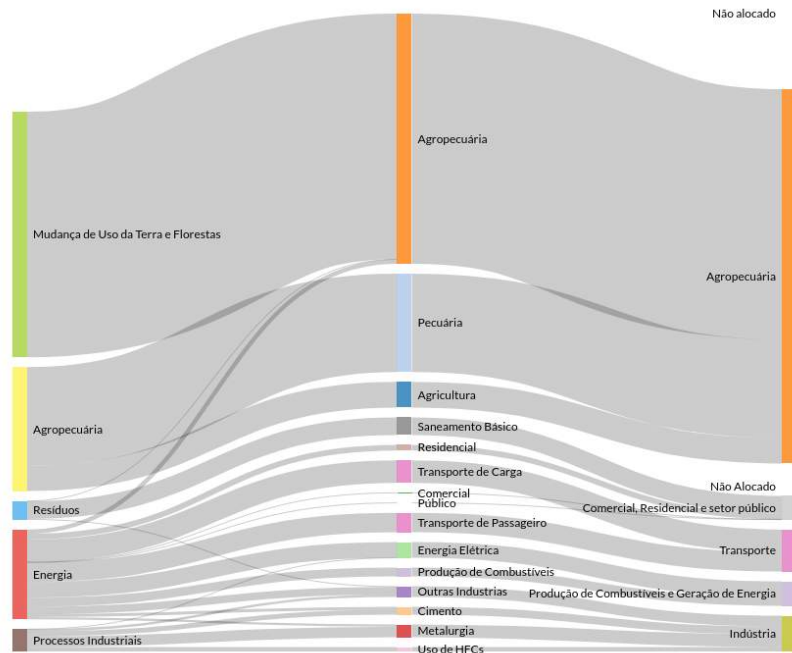 Não alocado
Agropecuária
Mudança de Uso da Terra e Florestas
Agropecuária
Pecuária
Agricultura
Saneamento Básico
Agropecuária
Residencial
Transporte de Carga
Não Alocado
Comercial
Público
Comercial, Residencial e setor público
Resíduos
Transporte de Passageiro
Energia Elétrica
Transporte
Energia
Produção de Combustíveis
Outras Industrias
Produção de Combustíveis e Geração de Energia
Cimento
Metalurgia
Indústria
Processos Industriais
Uso de HFCs